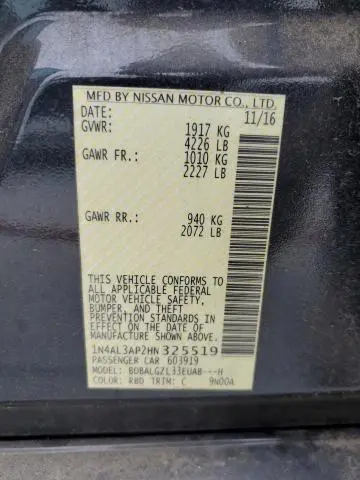 MFD BY NISSAN MOTOR CO., LTD.
DATE: 11/16
GVWR: 1917 KG
4226 LB
GAWR FR.: 1010 KG
2227 LB
GAWR RR.: 940 KG
2072 LB
THIS VEHICLE CONFORMS TO
ALL APPLICABLE FEDERAL
MOTOR VEHICLE SAFETY,
BUMPER, AND THEFT
PREVENTION STANDARDS IN
EFFECT ON THE DATE OF
MANUFACTURE SHOWN ABOVE.
1N4AL3AP2HN325519
PASSENGER CAR 603919
MODEL: BDBALGZL33EUAB---H
COLOR: RBD TRIM: C 9N00A